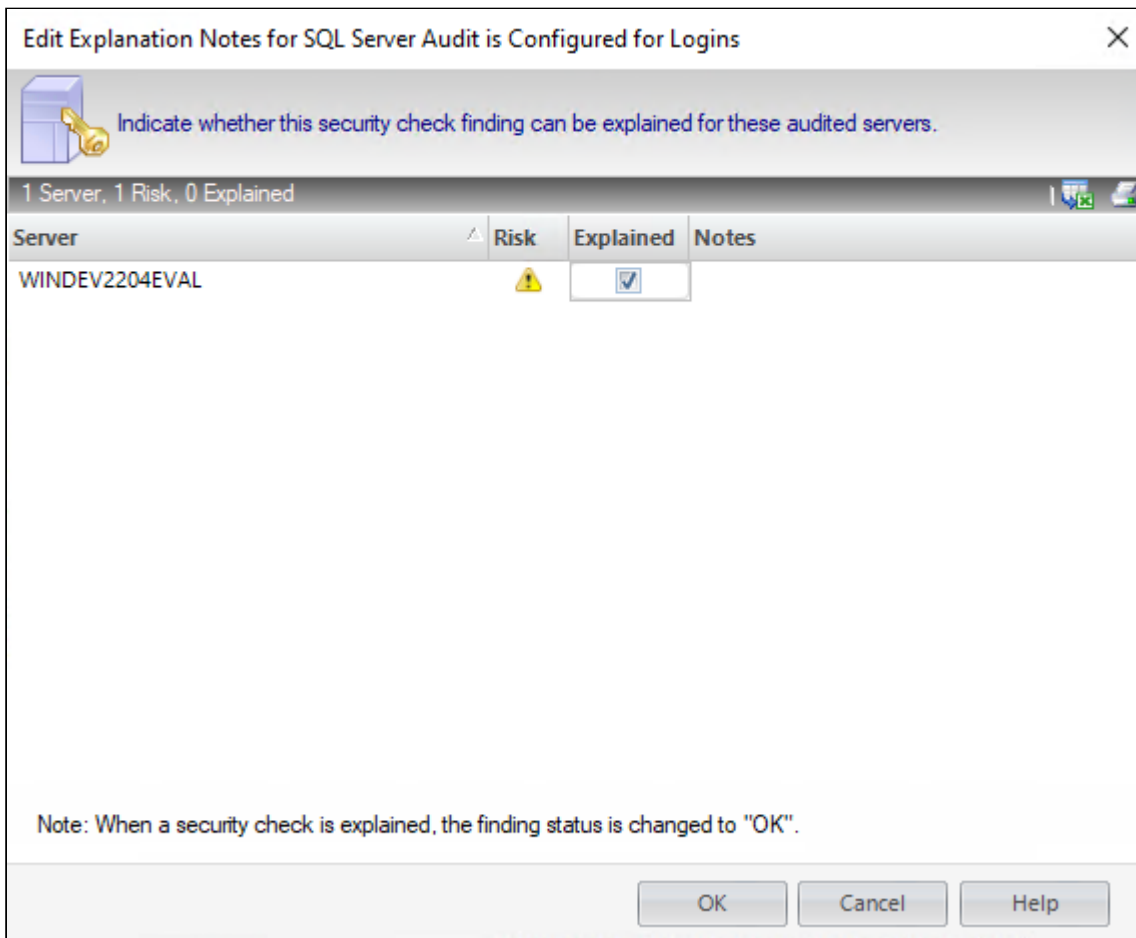 Edit Explanation Notes for SQL Server Audit is Configured for Logins
Indicate whether this security check finding can be explained for these audited servers.
1 Server, 1 Risk, 0 Explained
Server Risk Explained Notes
WINDEV2204EVAL
Note: When a security check is explained, the finding status is changed to "OK".
OK Cancel Help